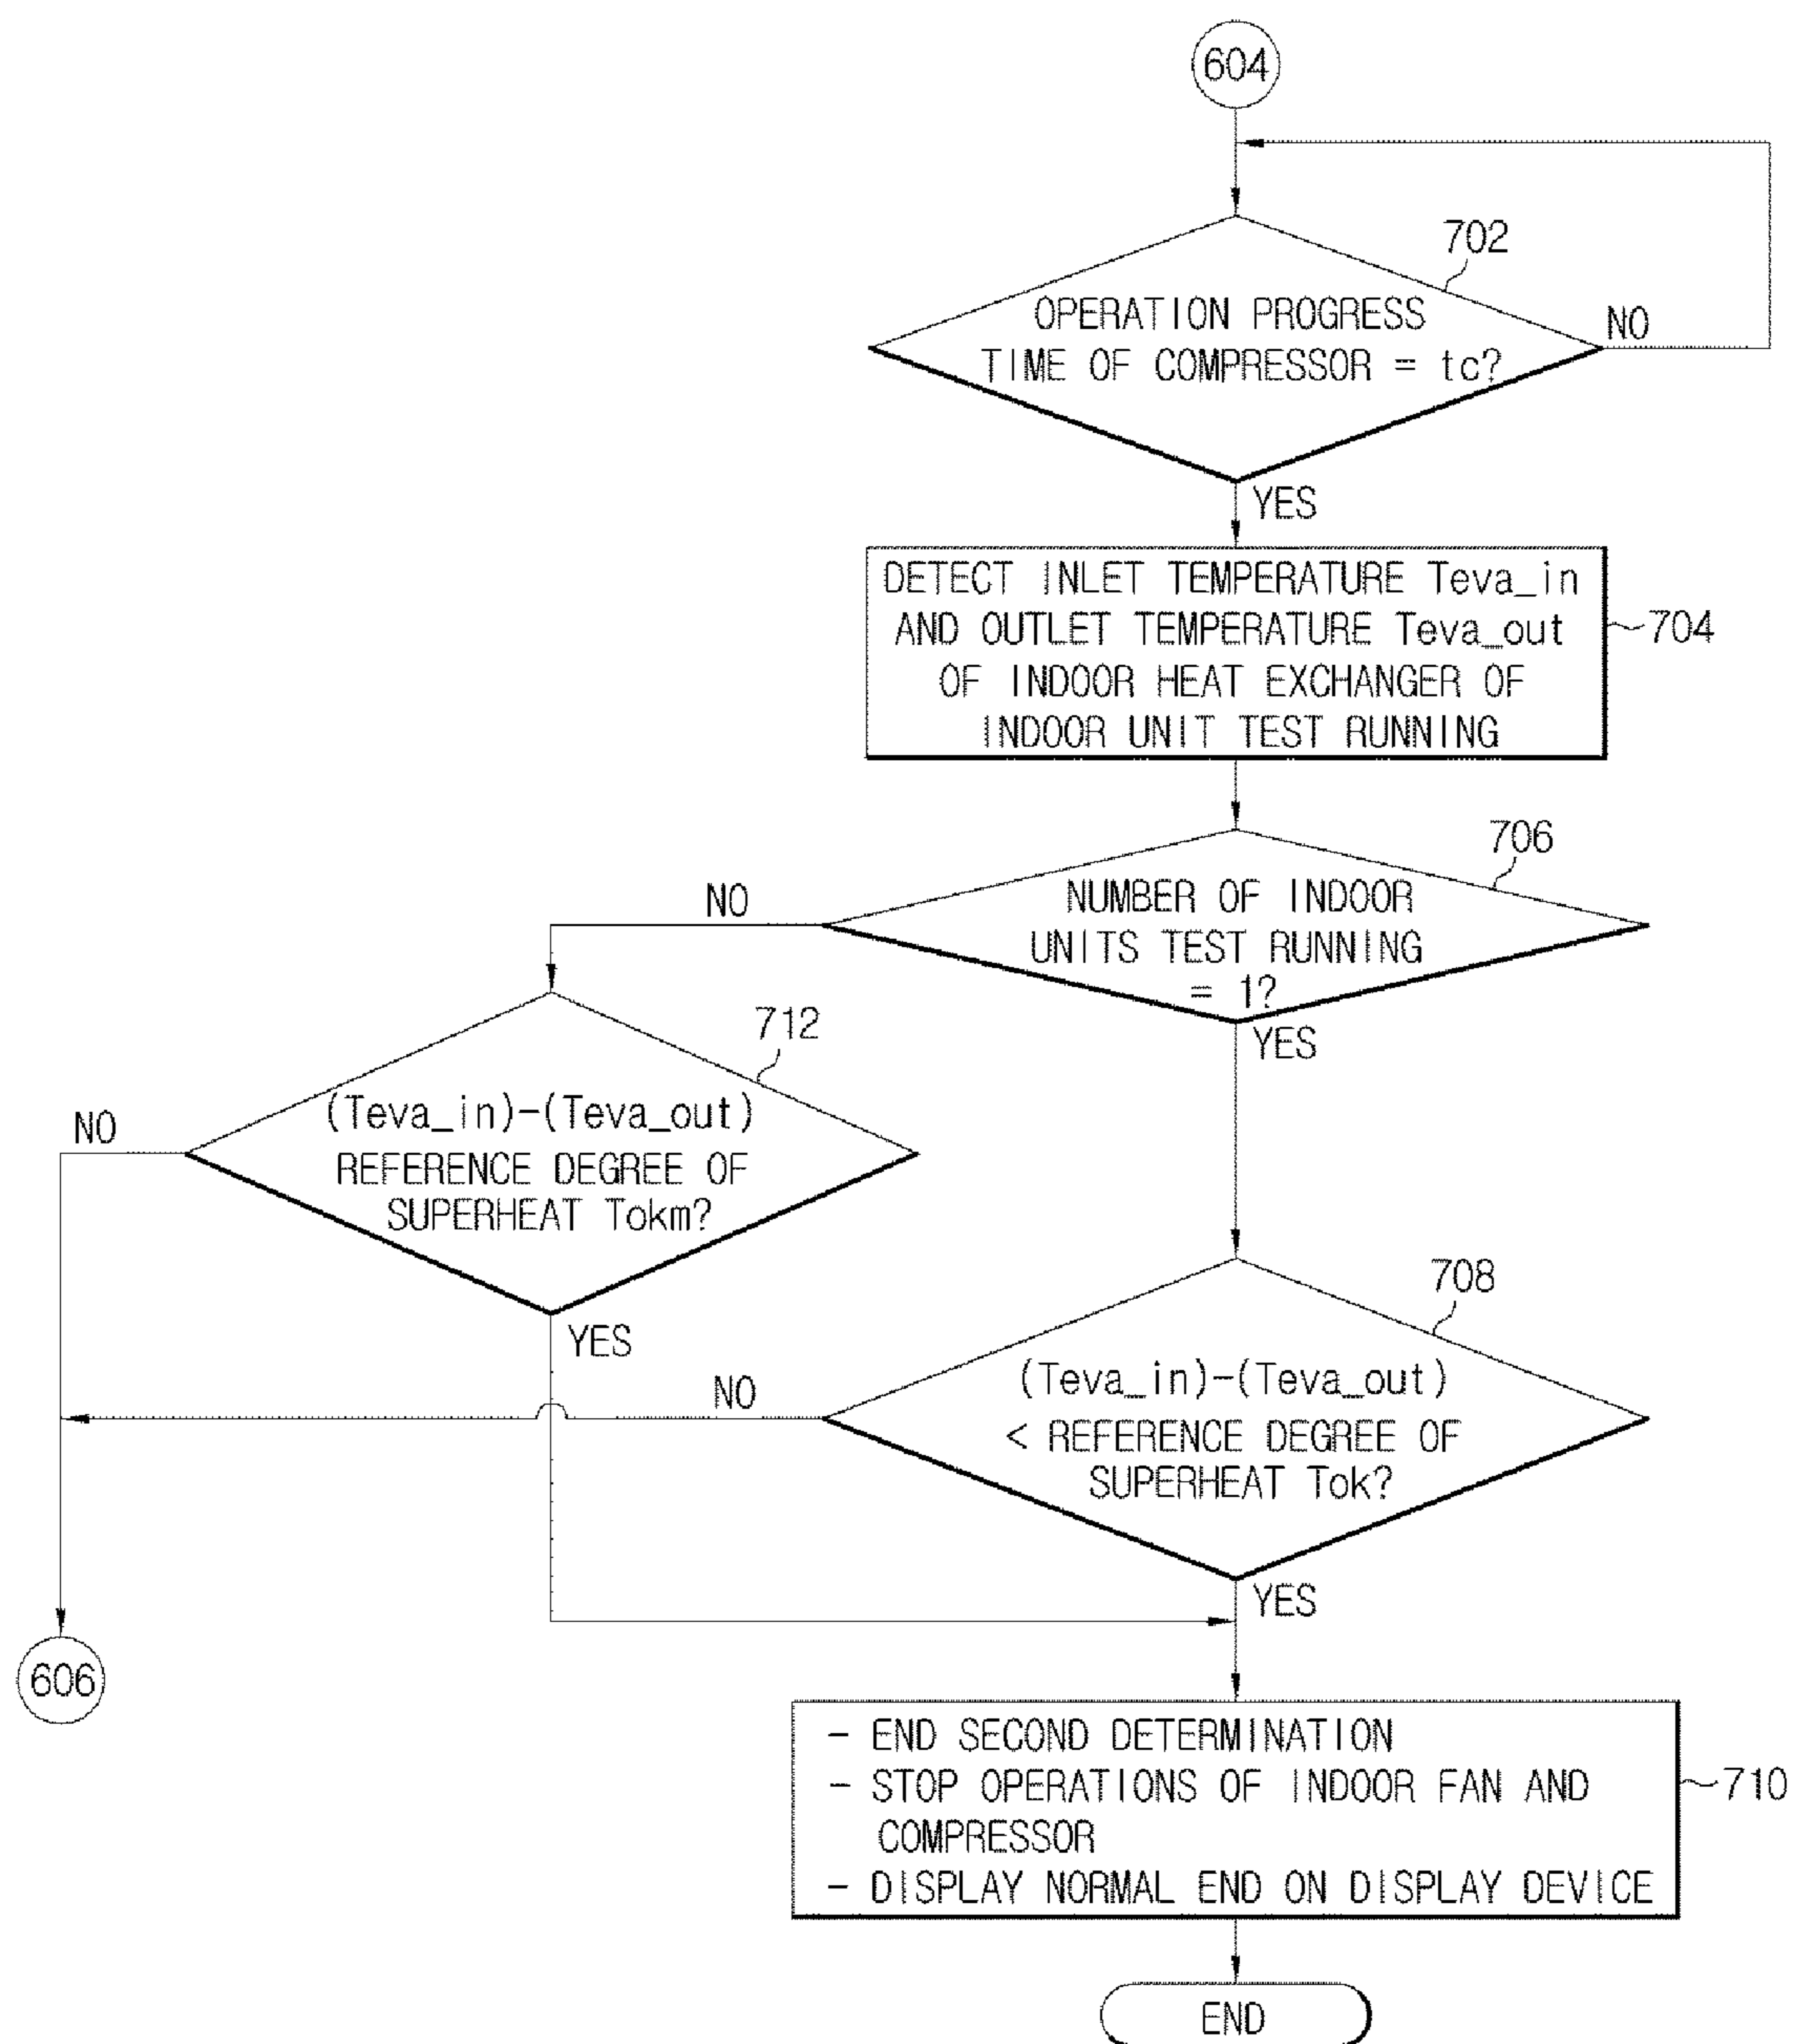 604
702
OPERATION PROGRESS
TIME OF COMPRESSOR = tc?
NO
YES
DETECT INLET TEMPERATURE Teva_in
AND OUTLET TEMPERATURE Teva_out
OF INDOOR HEAT EXCHANGER OF
INDOOR UNIT TEST RUNNING
704
706
NUMBER OF INDOOR
UNITS TEST RUNNING
= 1?
NO
YES
712
(Teva_in)-(Teva_out)
REFERENCE DEGREE OF
SUPERHEAT Tokm?
NO
YES
708
(Teva_in)-(Teva_out)
< REFERENCE DEGREE OF
SUPERHEAT Tok?
NO
YES
606
- END SECOND DETERMINATION
- STOP OPERATIONS OF INDOOR FAN AND
COMPRESSOR
- DISPLAY NORMAL END ON DISPLAY DEVICE
710
END